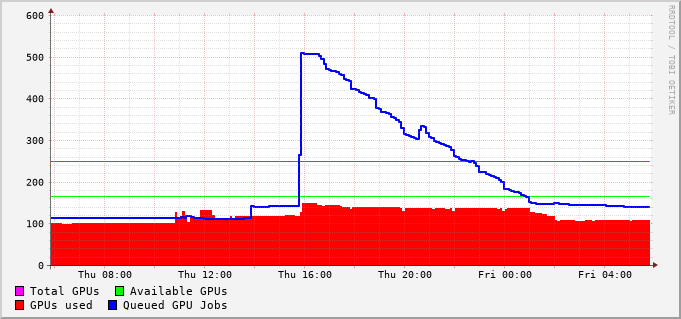 600
500
400
300
200
100
0
Thu 08:00 Thu 12:00 Thu 16:00 Thu 20:00 Fri 00:00 Fri 04:00
Total GPUs Available GPUs
GPUs used Queued GPU Jobs
RRDTOOL / TOBI OETIKER